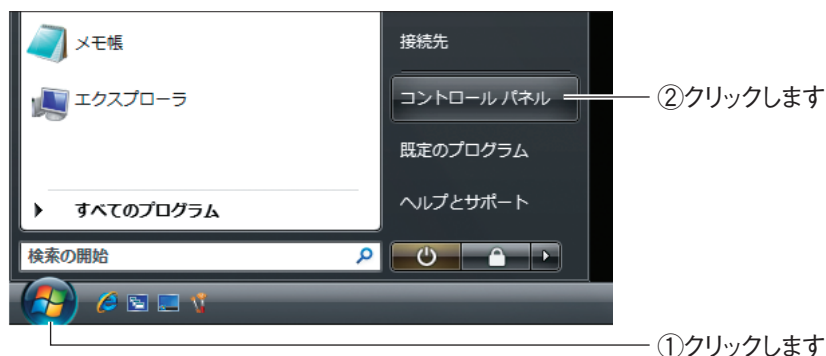 メモ帳
エクスプローラ
すべてのプログラム
検索の開始
接続先
コントロール パネル
既定のプログラム
ヘルプとサポート
②クリックします
①クリックします